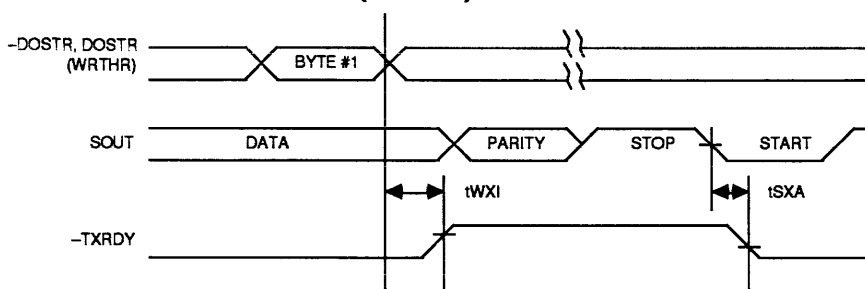 –DOSTR, DOSTR
(WRTHR)
BYTE #1
SOUT
DATA
PARITY
STOP
START
tWXI
tSXA
–TXRDY